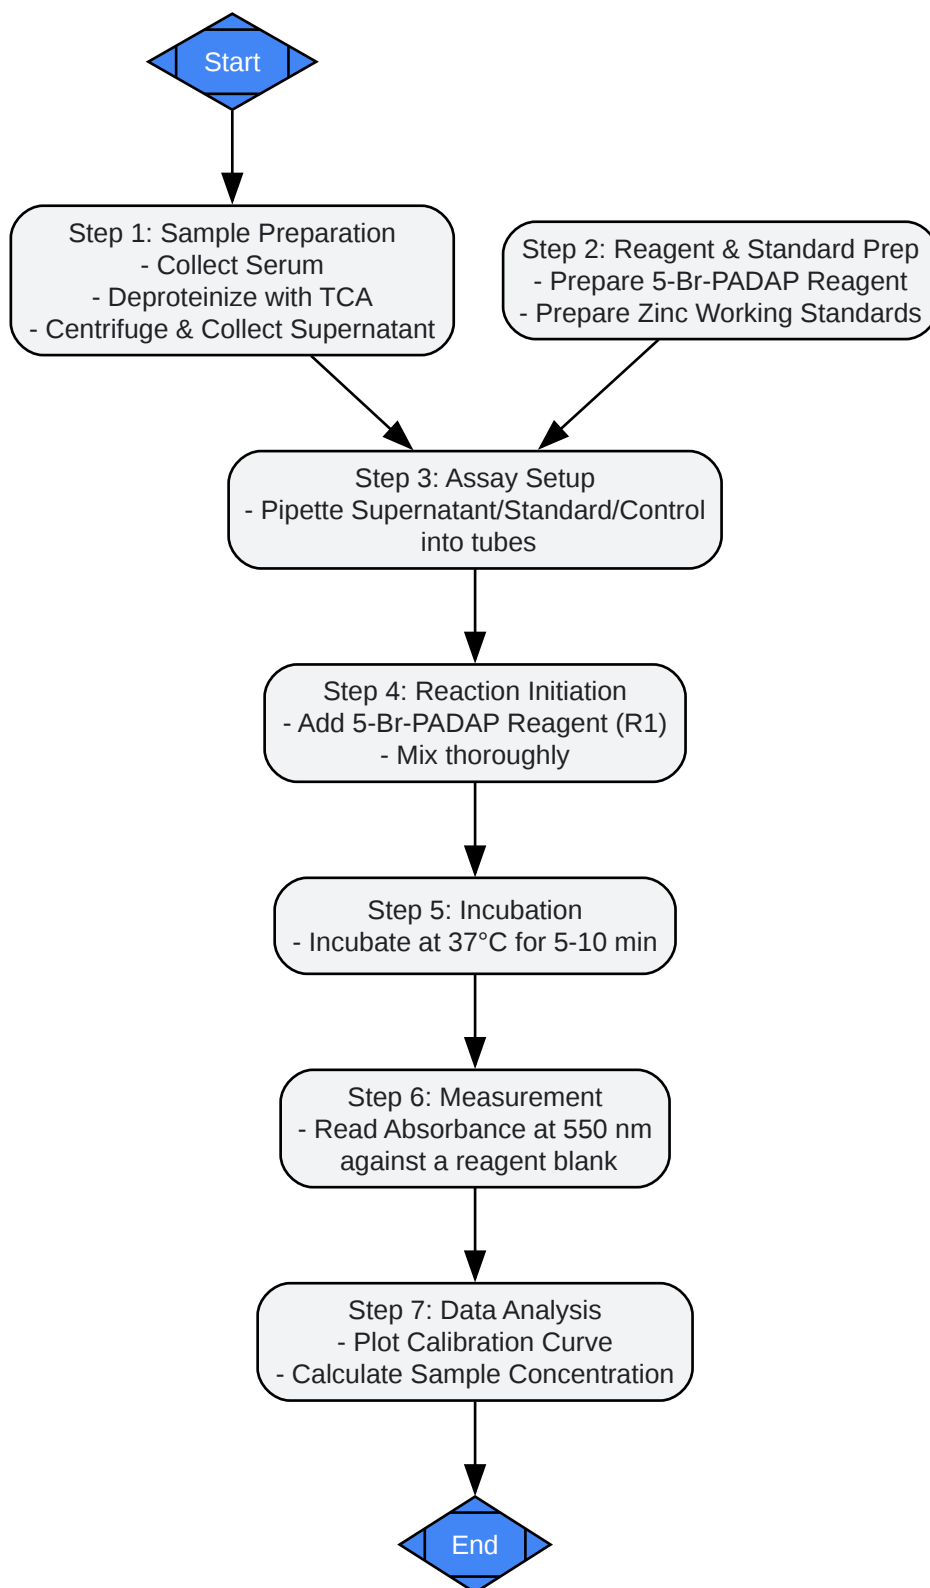 Start
Step 1: Sample Preparation
- Collect Serum
- Deproteinize with TCA
- Centrifuge & Collect Supernatant
Step 2: Reagent & Standard Prep
- Prepare 5-Br-PADAP Reagent
- Prepare Zinc Working Standards
Step 3: Assay Setup
- Pipette Supernatant/Standard/Control
into tubes
Step 4: Reaction Initiation
- Add 5-Br-PADAP Reagent (R1)
- Mix thoroughly
Step 5: Incubation
- Incubate at 37°C for 5-10 min
Step 6: Measurement
- Read Absorbance at 550 nm
against a reagent blank
Step 7: Data Analysis
- Plot Calibration Curve
- Calculate Sample Concentration
End